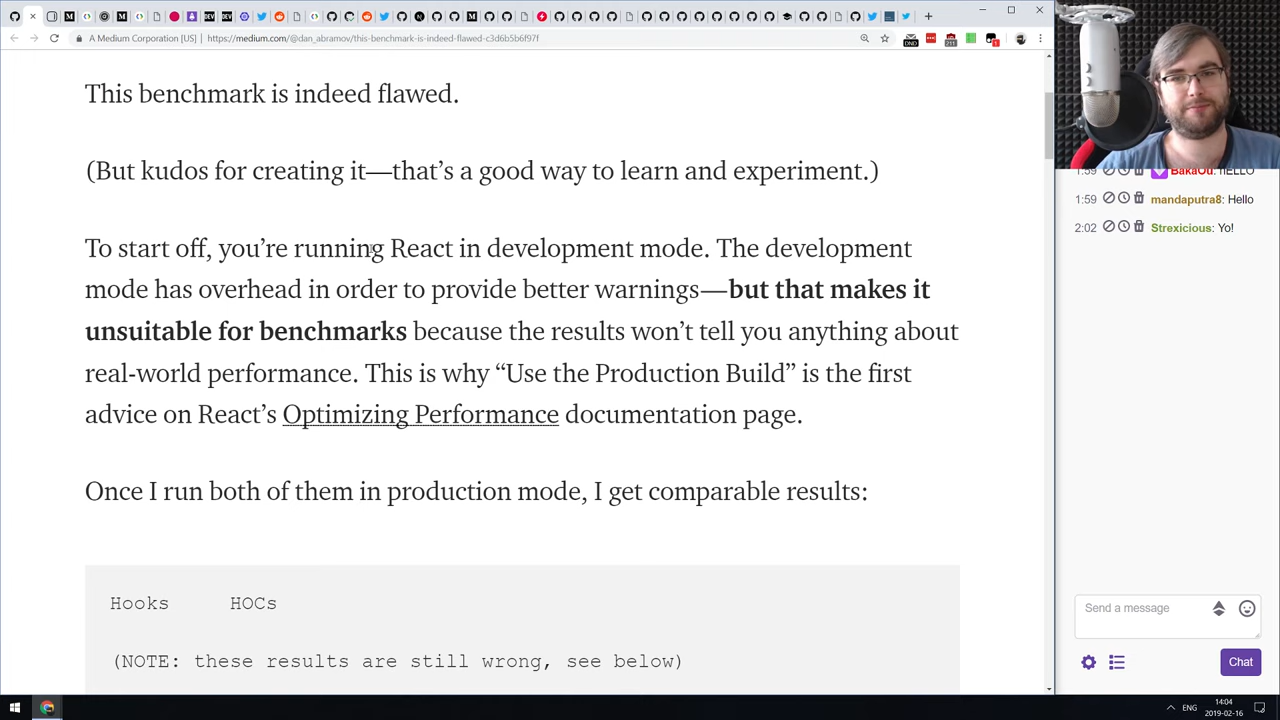 A Medium Corporation [US] | https://medium.com/@dan_abramov/this-benchmark-is-indeed-flawed-c3d6b5b6f97f
This benchmark is indeed flawed.
(But kudos for creating it—that’s a good way to learn and experiment.)
To start off, you’re running React in development mode. The development
mode has overhead in order to provide better warnings—but that makes it
unsuitable for benchmarks because the results won’t tell you anything about
real-world performance. This is why “Use the Production Build” is the first
advice on React’s Optimizing Performance documentation page.
Once I run both of them in production mode, I get comparable results:
Hooks HOCs
(NOTE: these results are still wrong, see below)
1:59 BakaOu: hELLO
1:59 mandaputra8: Hello
2:02 Strexicious: Yo!
Send a message
Chat
ENG
14:04
2019-02-16